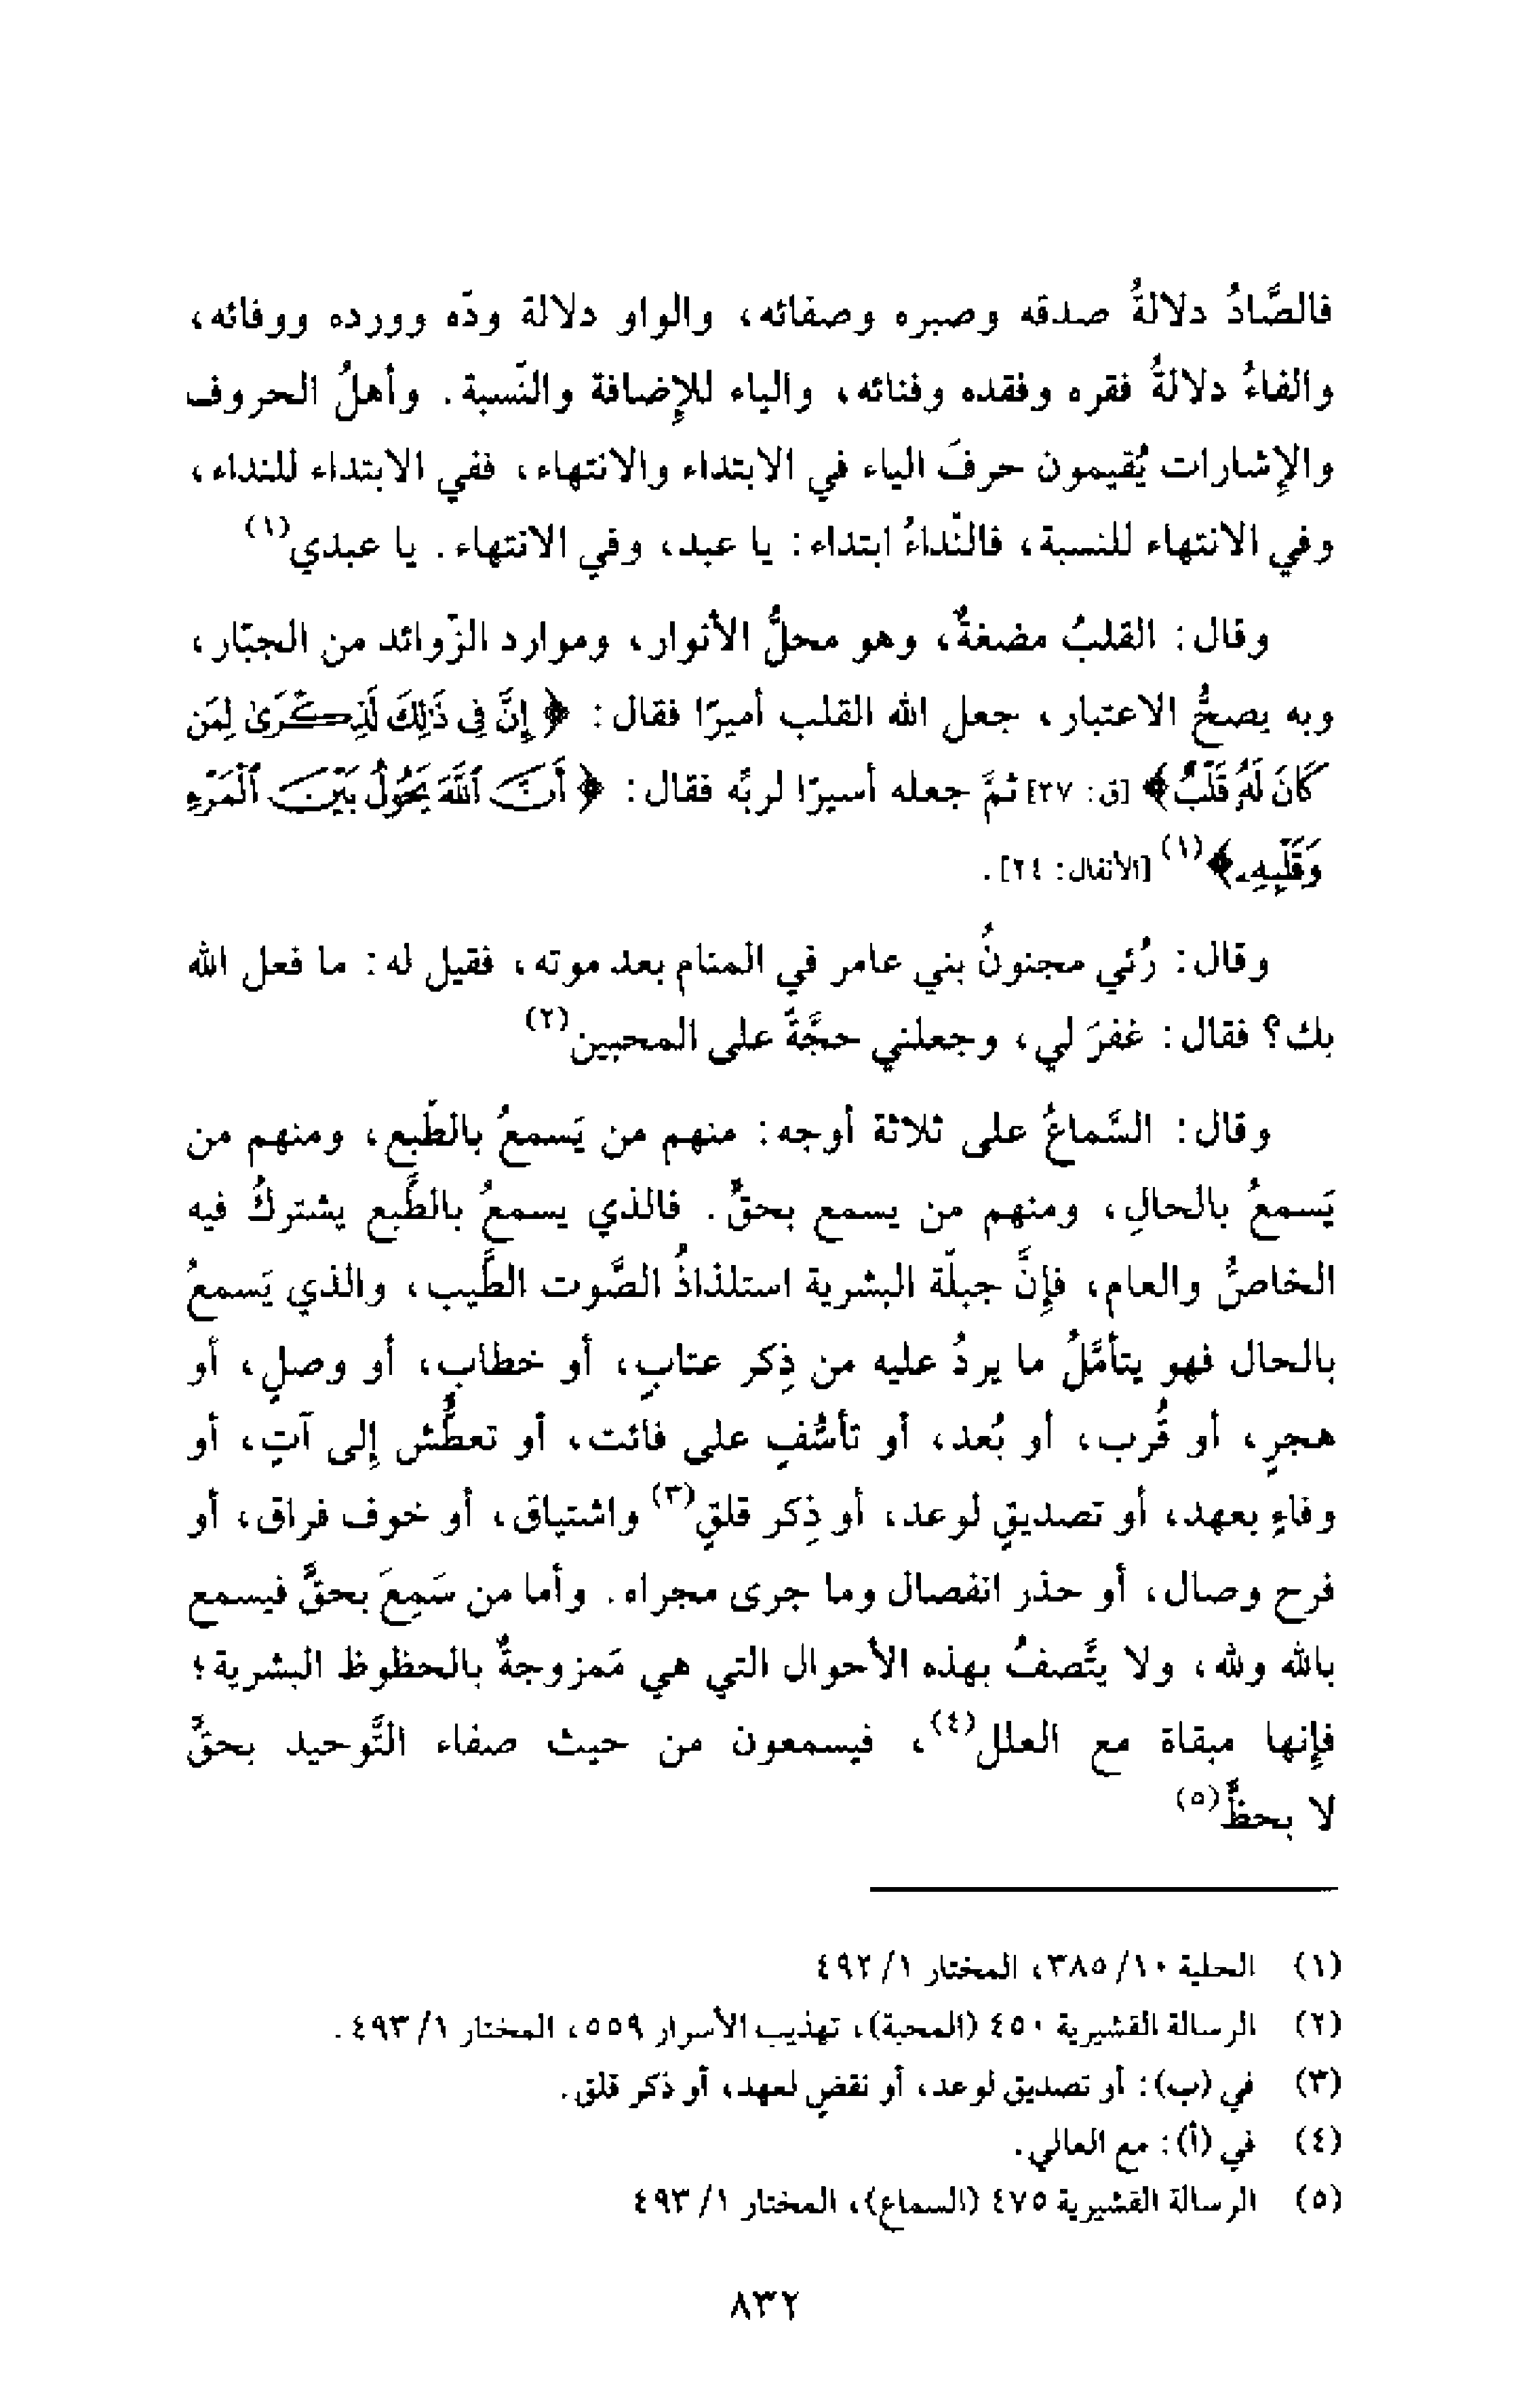 فالصَّادُ دلالةُ صدقه وصبره وصفائه، والواو دلالة ودّه وورده ووفائه،
والفاءُ دلالةُ فقره وفقده وفنائه، والياء للإِضافة والنّسبة. وأهلُ الحروف
والإِشارات يُقيمون حرفَ الياء في الابتداء والانتهاء، ففي الابتداء للنداء،
وفي الانتهاء للنسبة، فالنّداءُ ابتداء: يا عبد، وفي الانتهاء. يا عبدي(١)
وقال: القلبُ مضغةٌ، وهو محلُّ الأنوار، وموارد الزّوائد من الجبّار،
وبه يصحُّ الاعتبار، جعل الله القلب أميرًا فقال: ﴿إِنَّ فِي ذَٰلِكَ لَذِكْرَىٰ لِمَن
كَانَ لَهُۥ قَلْبٌ﴾ [ق: ٣٧] ثمَّ جعله أسيرًا لربِّه فقال: ﴿أَنَّ ٱللَّهَ يَحُولُ بَيْنَ ٱلْمَرْءِ
وَقَلْبِهِۦ﴾(١) [الأنفال: ٢٤].
وقال: رُئي مجنونُ بني عامر في المنام بعد موته، فقيل له: ما فعل الله
بك؟ فقال: غفرَ لي، وجعلني حجَّةً على المحبين(٢)
وقال: السَّماعُ على ثلاثة أوجه: منهم من يَسمعُ بالطّبع، ومنهم من
يَسمعُ بالحالِ، ومنهم من يسمع بحقٍّ. فالذي يسمعُ بالطَّبع يشتركُ فيه
الخاصُّ والعام، فإِنَّ جبلّة البشرية استلذاذُ الصَّوت الطَّيب، والذي يَسمعُ
بالحال فهو يتأمَّلُ ما يردُ عليه من ذِكر عتابٍ، أو خطابٍ، أو وصلٍ، أو
هجرٍ، أو قُرب، أو بُعد، أو تأسُّفٍ على فائت، أو تعطُّش إِلى آتٍ، أو
وفاءٍ بعهد، أو تصديقٍ لوعد، أو ذِكر قلقٍ(٣) واشتياق، أو خوف فراق، أو
فرح وصال، أو حذر انفصال وما جرى مجراه. وأما من سَمِعَ بحقٍّ فيسمع
بالله ولله، ولا يتَّصفُ بهذه الأحوال التي هي مَمزوجةٌ بالحظوظ البشرية؛
فإنها مبقاة مع العلل(٤)، فيسمعون من حيث صفاء التَّوحيد بحقٍّ
لا بحظٍّ(٥)
(١) الحلية ١٠/ ٣٨٥، المختار ١/ ٤٩٢
(٢) الرسالة القشيرية ٤٥٠ (المحبة)، تهذيب الأسرار ٥٥٩، المختار ١/ ٤٩٣.
(٣) في (ب): أو تصديق لوعد، أو نقضٍ لعهد، أو ذكر قلق.
(٤) في (أ): مع العالي.
(٥) الرسالة القشيرية ٤٧٥ (السماع)، المختار ١/ ٤٩٣
٨٣٢